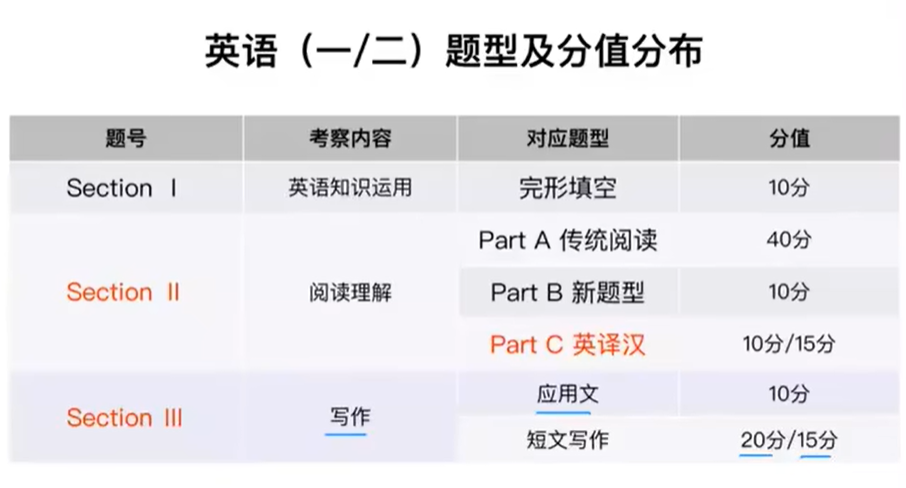 英语（一/二）题型及分值分布
题号 考察内容 对应题型 分值
Section Ⅰ 英语知识运用 完形填空 10分
Part A 传统阅读 40分
Section Ⅱ 阅读理解 Part B 新题型 10分
Part C 英译汉 10分/15分
应用文 10分
Section Ⅲ 写作
短文写作 20分/15分